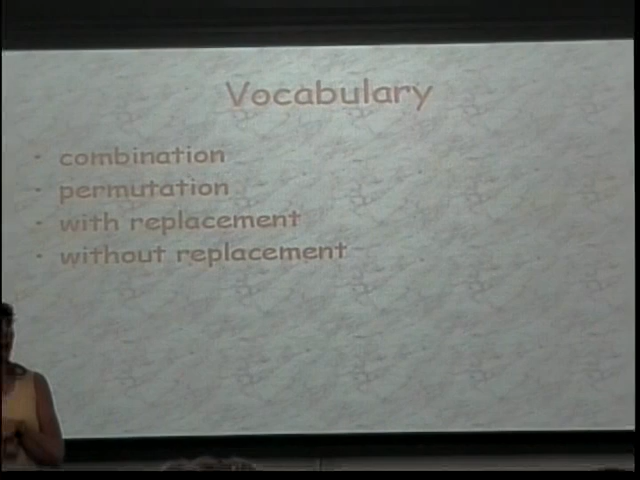 Vocabulary
• combination
• permutation
• with replacement
• without replacement